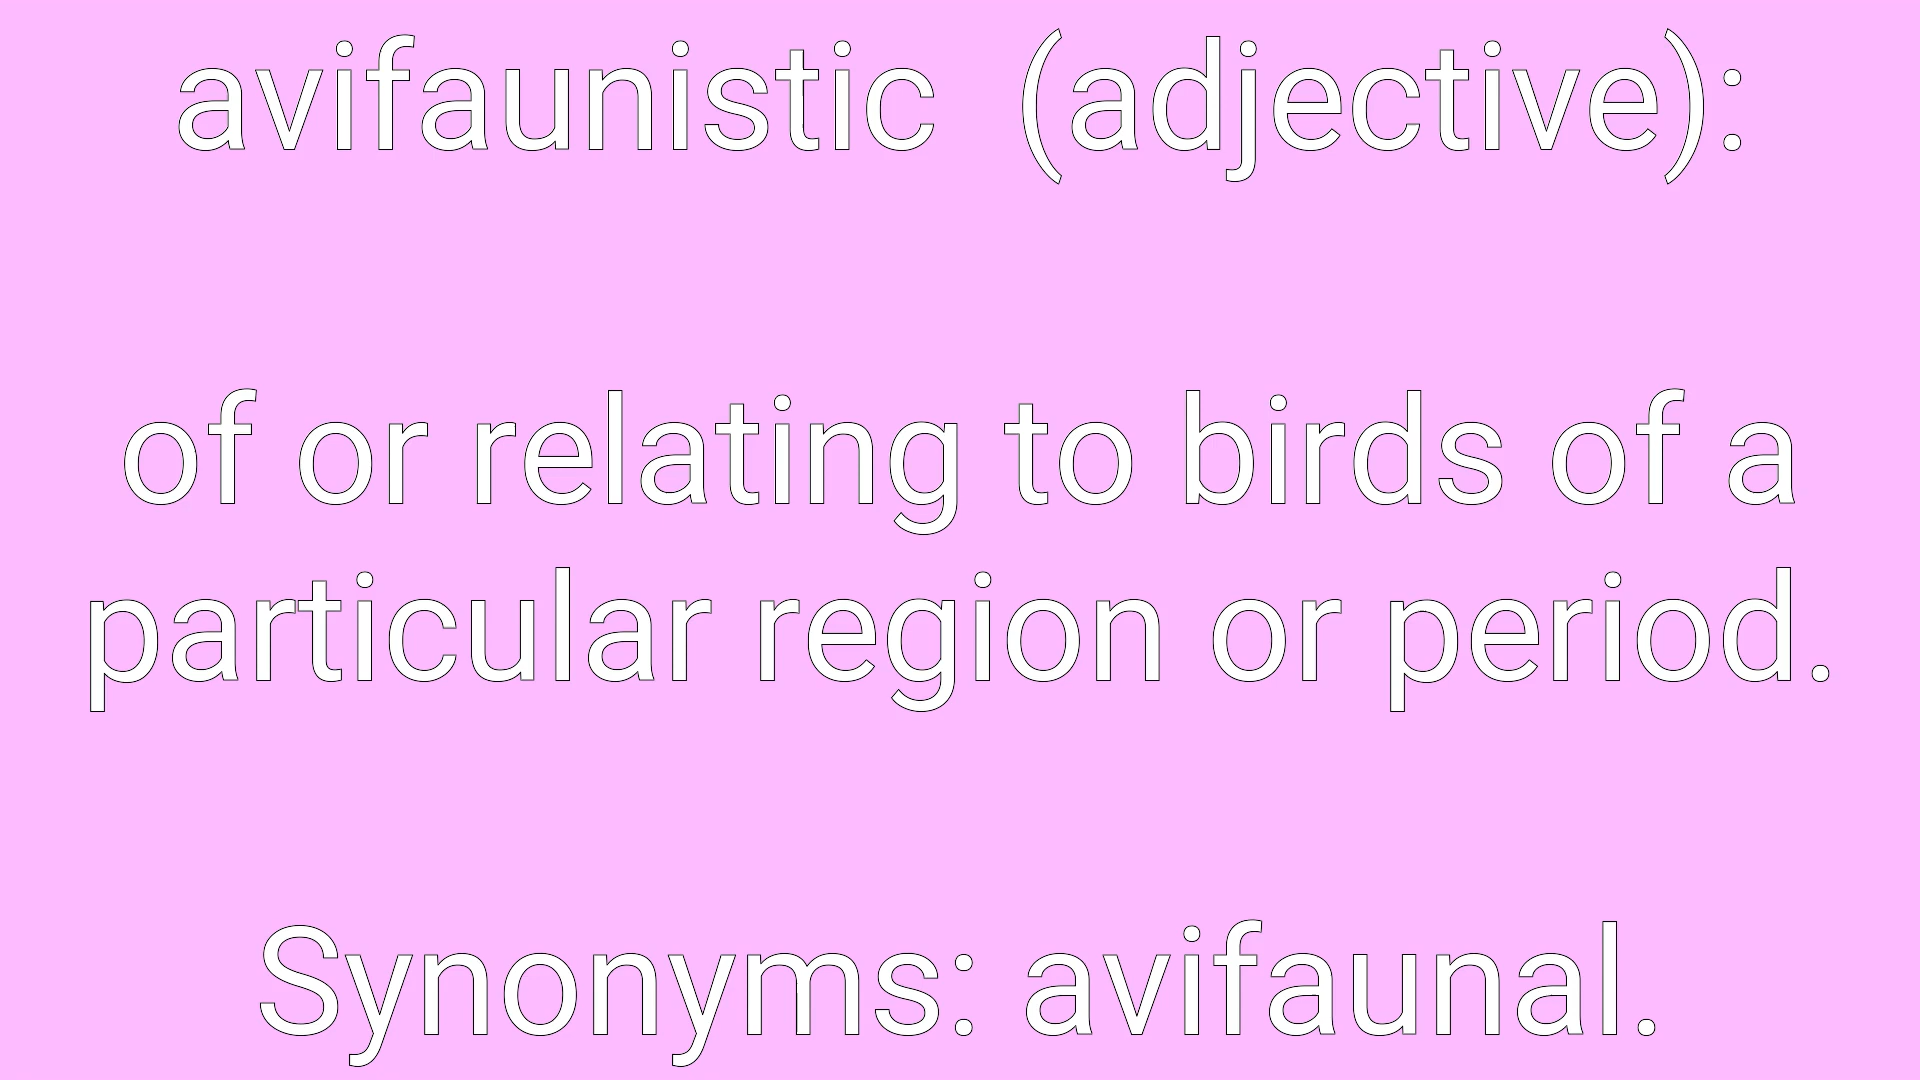 avifaunistic  (adjective):
of or relating to birds of a
particular region or period.
Synonyms: avifaunal.